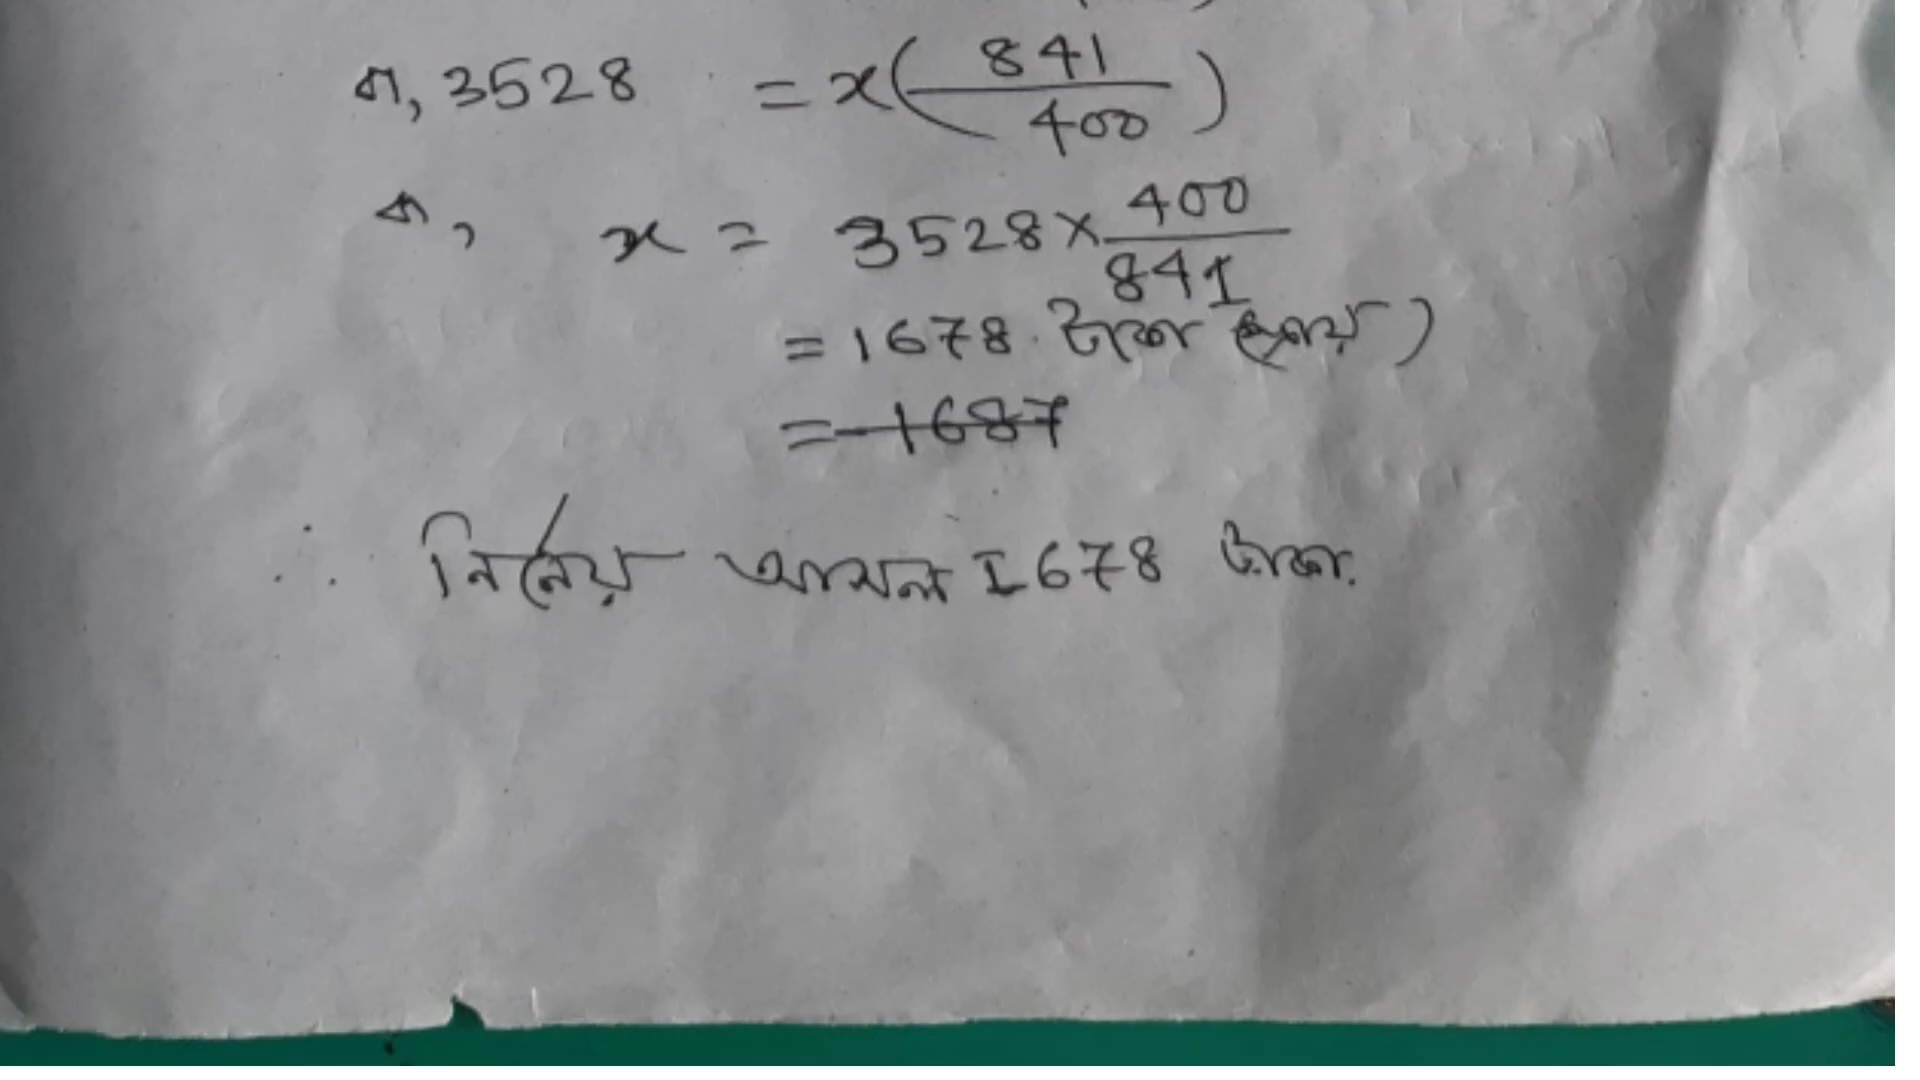 বা, 3528 = x(841/400)
বা, x = 3528 × 400/841
= 1678 টাকা (প্রায়)
= 1687
∴ নির্নেয় আসল 1678 টাকা.